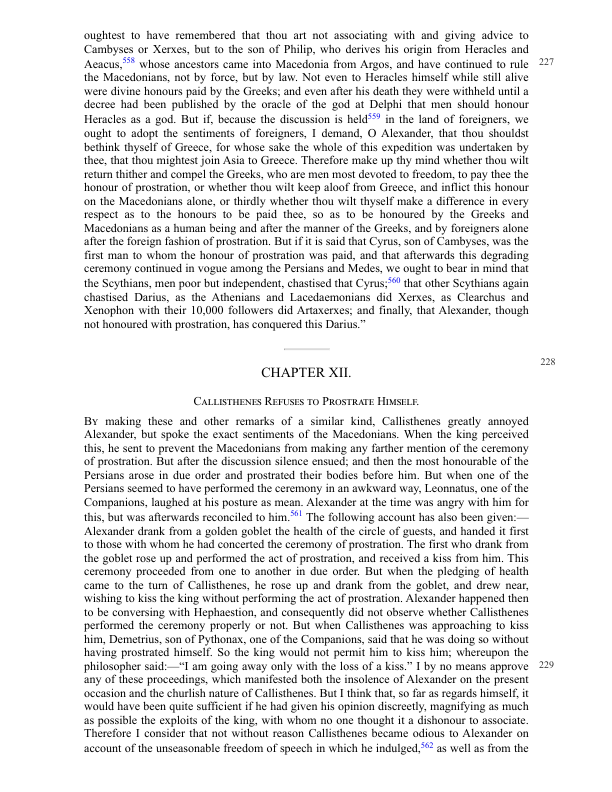 oughtest to have remembered that thou art not associating with and giving advice to
Cambyses or Xerxes, but to the son of Philip, who derives his origin from Heracles and
Aeacus,558 whose ancestors came into Macedonia from Argos, and have continued to rule 227
the Macedonians, not by force, but by law. Not even to Heracles himself while still alive
were divine honours paid by the Greeks; and even after his death they were withheld until a
decree had been published by the oracle of the god at Delphi that men should honour
Heracles as a god. But if, because the discussion is held559 in the land of foreigners, we
ought to adopt the sentiments of foreigners, I demand, O Alexander, that thou shouldst
bethink thyself of Greece, for whose sake the whole of this expedition was undertaken by
thee, that thou mightest join Asia to Greece. Therefore make up thy mind whether thou wilt
return thither and compel the Greeks, who are men most devoted to freedom, to pay thee the
honour of prostration, or whether thou wilt keep aloof from Greece, and inflict this honour
on the Macedonians alone, or thirdly whether thou wilt thyself make a difference in every
respect as to the honours to be paid thee, so as to be honoured by the Greeks and
Macedonians as a human being and after the manner of the Greeks, and by foreigners alone
after the foreign fashion of prostration. But if it is said that Cyrus, son of Cambyses, was the
first man to whom the honour of prostration was paid, and that afterwards this degrading
ceremony continued in vogue among the Persians and Medes, we ought to bear in mind that
the Scythians, men poor but independent, chastised that Cyrus;560 that other Scythians again
chastised Darius, as the Athenians and Lacedaemonians did Xerxes, as Clearchus and
Xenophon with their 10,000 followers did Artaxerxes; and finally, that Alexander, though
not honoured with prostration, has conquered this Darius.”
228
CHAPTER XII.
Callisthenes Refuses to Prostrate Himself.
By making these and other remarks of a similar kind, Callisthenes greatly annoyed
Alexander, but spoke the exact sentiments of the Macedonians. When the king perceived
this, he sent to prevent the Macedonians from making any farther mention of the ceremony
of prostration. But after the discussion silence ensued; and then the most honourable of the
Persians arose in due order and prostrated their bodies before him. But when one of the
Persians seemed to have performed the ceremony in an awkward way, Leonnatus, one of the
Companions, laughed at his posture as mean. Alexander at the time was angry with him for
this, but was afterwards reconciled to him.561 The following account has also been given:—
Alexander drank from a golden goblet the health of the circle of guests, and handed it first
to those with whom he had concerted the ceremony of prostration. The first who drank from
the goblet rose up and performed the act of prostration, and received a kiss from him. This
ceremony proceeded from one to another in due order. But when the pledging of health
came to the turn of Callisthenes, he rose up and drank from the goblet, and drew near,
wishing to kiss the king without performing the act of prostration. Alexander happened then
to be conversing with Hephaestion, and consequently did not observe whether Callisthenes
performed the ceremony properly or not. But when Callisthenes was approaching to kiss
him, Demetrius, son of Pythonax, one of the Companions, said that he was doing so without
having prostrated himself. So the king would not permit him to kiss him; whereupon the
philosopher said:—“I am going away only with the loss of a kiss.” I by no means approve 229
any of these proceedings, which manifested both the insolence of Alexander on the present
occasion and the churlish nature of Callisthenes. But I think that, so far as regards himself, it
would have been quite sufficient if he had given his opinion discreetly, magnifying as much
as possible the exploits of the king, with whom no one thought it a dishonour to associate.
Therefore I consider that not without reason Callisthenes became odious to Alexander on
account of the unseasonable freedom of speech in which he indulged,562 as well as from the